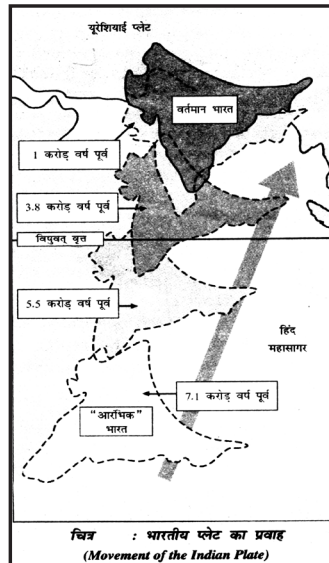 यूरेशियाई प्लेट
वर्तमान भारत
1 करोड़ वर्ष पूर्व
3.8 करोड़ वर्ष पूर्व
विषुवत् वृत्त
5.5 करोड़ वर्ष पूर्व
हिंद
महासागर
7.1 करोड़ वर्ष पूर्व
"आरंभिक"
भारत
चित्र : भारतीय प्लेट का प्रवाह
(Movement of the Indian Plate)